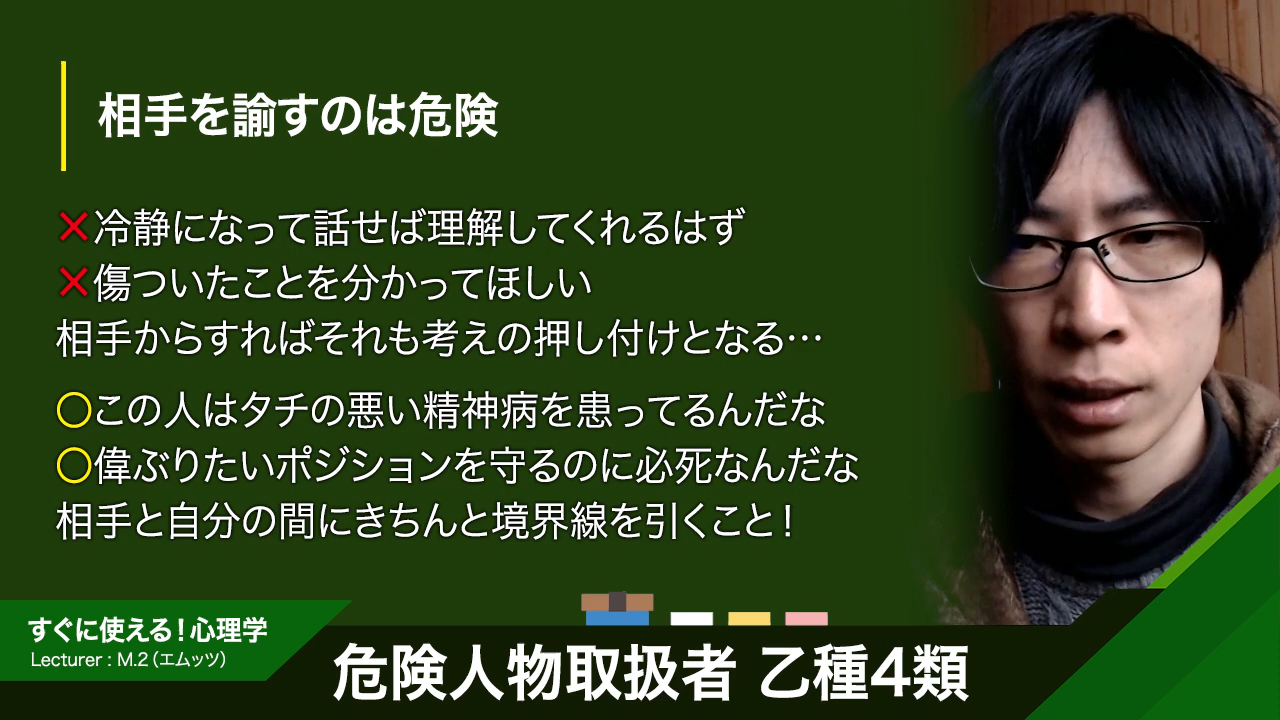 相手を諭すのは危険
×冷静になって話せば理解してくれるはず
×傷ついたことを分かってほしい
相手からすればそれも考えの押し付けとなる…
○この人はタチの悪い精神病を患ってるんだな
○偉ぶりたいポジションを守るのに必死なんだな
相手と自分の間にきちんと境界線を引くこと!
すぐに使える!心理学
Lecturer : M.2 (エムッツ)
危険人物取扱者 乙種4類